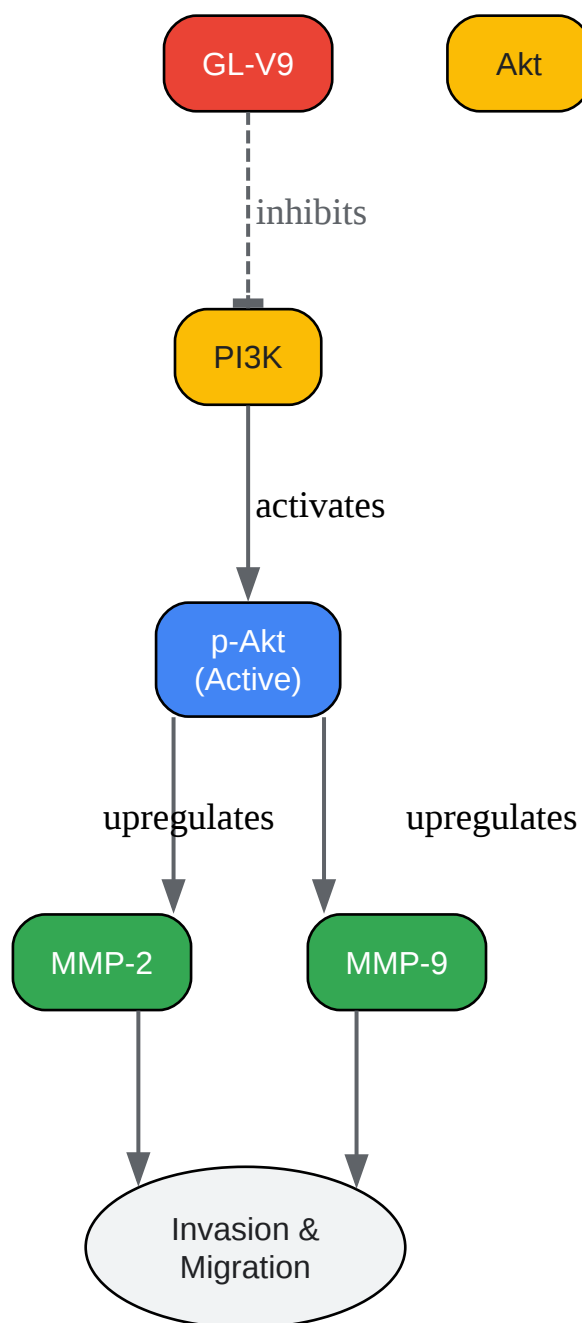 GL-V9
Akt
inhibits
PI3K
activates
p-Akt
(Active)
upregulates
upregulates
MMP-2
MMP-9
Invasion &
Migration